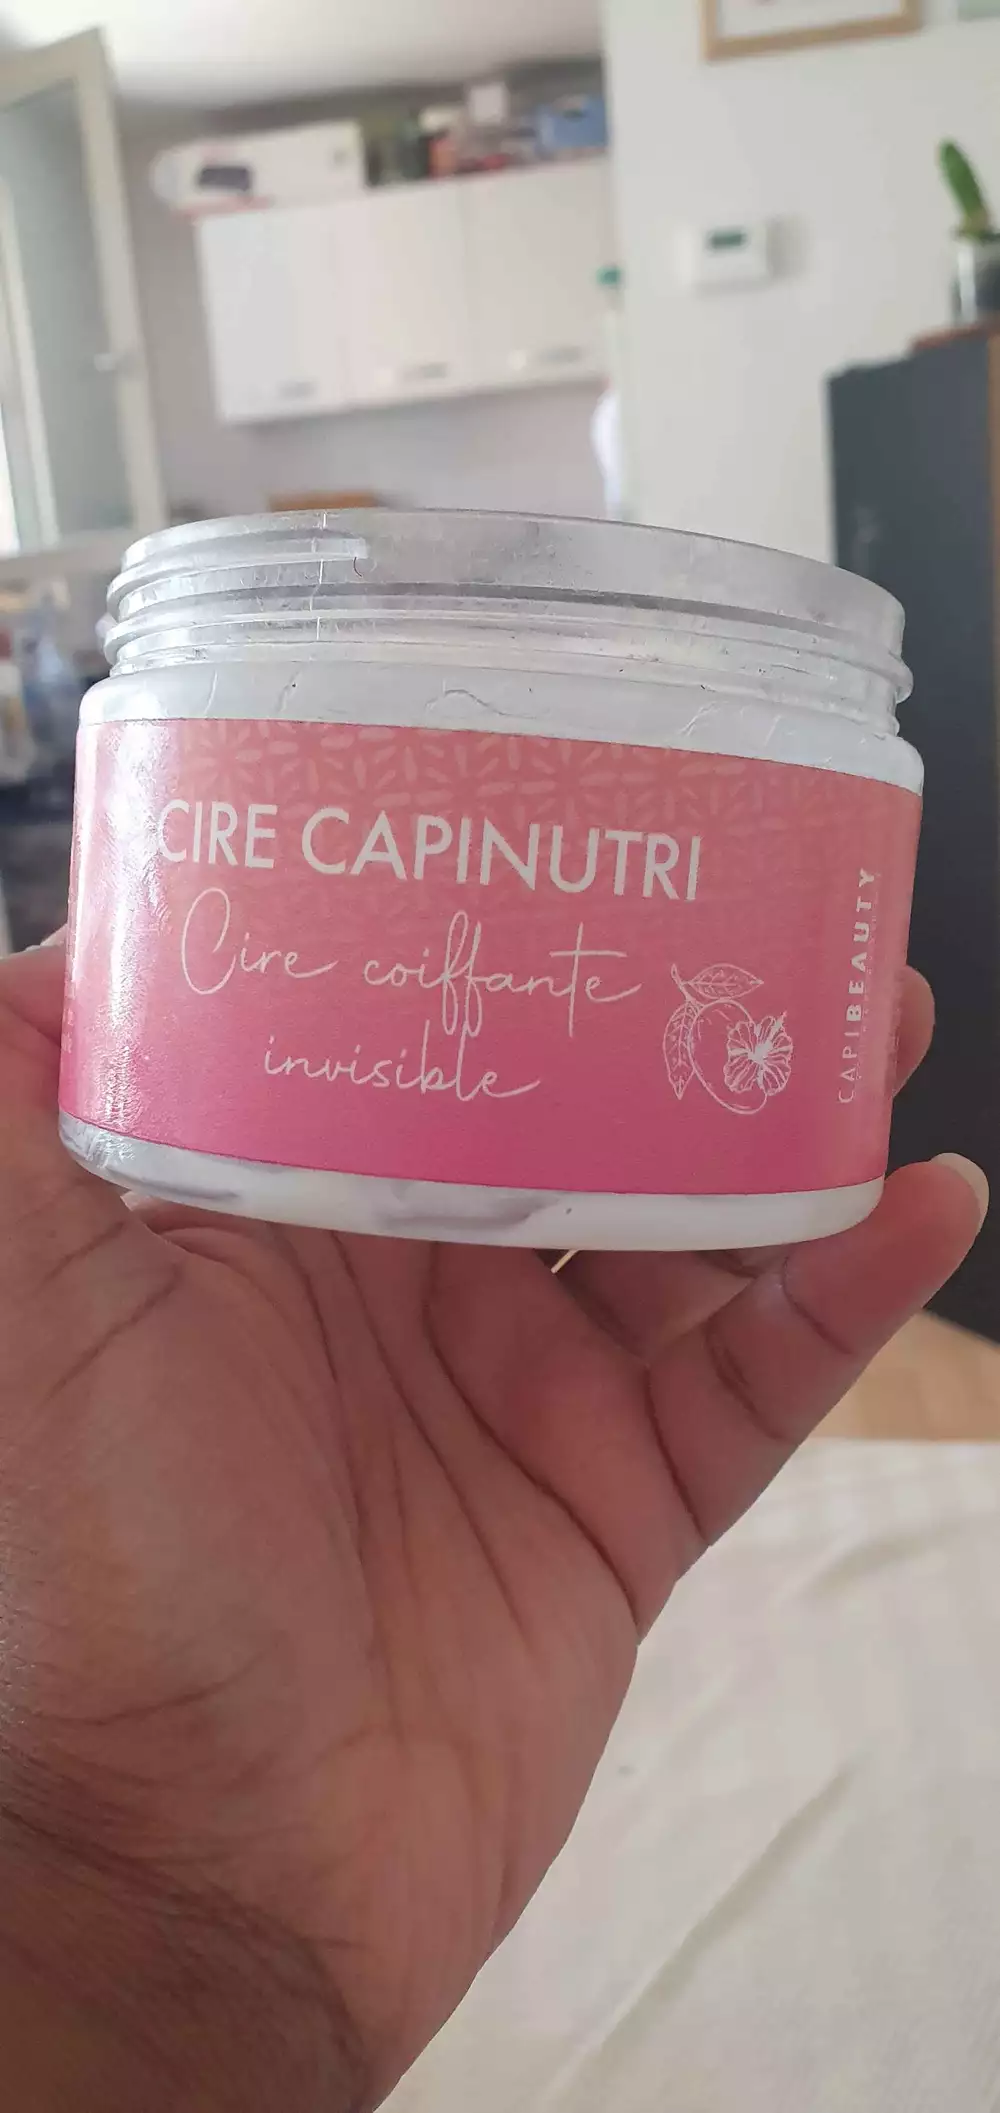 CIRE CAPINUTRI
Cire coiffante
invisible
CAPIBEAUTY